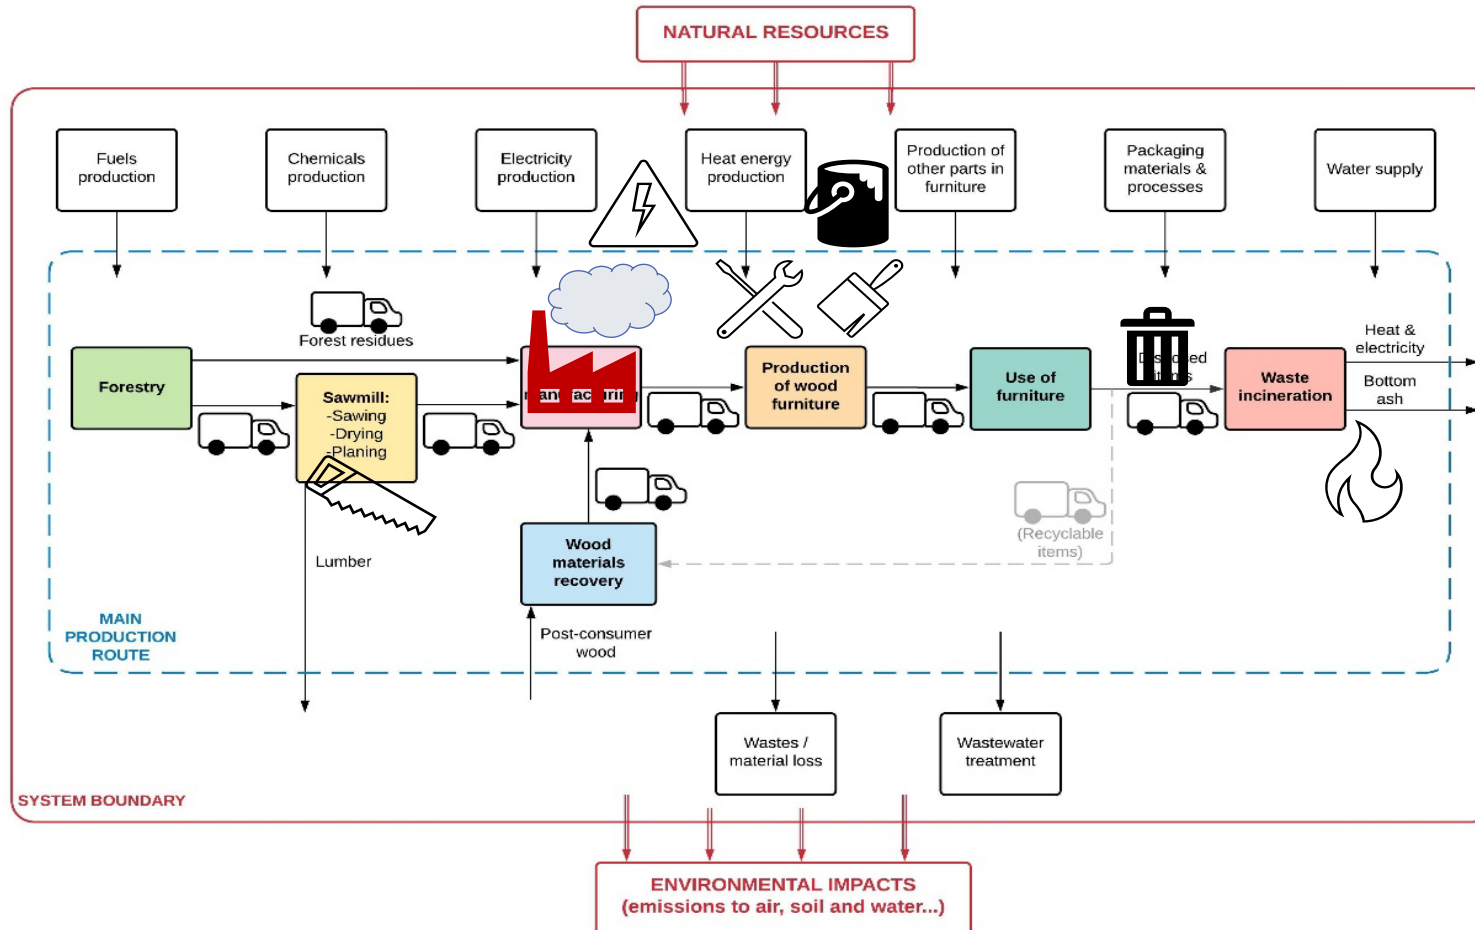 NATURAL RESOURCES
Fuels
production
Chemicals
production
Electricity
production
Heat energy
production
Production of
other parts in
furniture
Packaging
materials &
processes
Water supply
Forest residues
Forestry
Sawmill:
-Sawing
-Drying
-Planing
Production
of wood
furniture
Use of
furniture
Waste
incineration
Heat &
electricity
Bottom
ash
(Recyclable
items)
Lumber
Wood
materials
recovery
Post-consumer
wood
MAIN
PRODUCTION
ROUTE
Wastes /
material loss
Wastewater
treatment
SYSTEM BOUNDARY
ENVIRONMENTAL IMPACTS
(emissions to air, soil and water...)